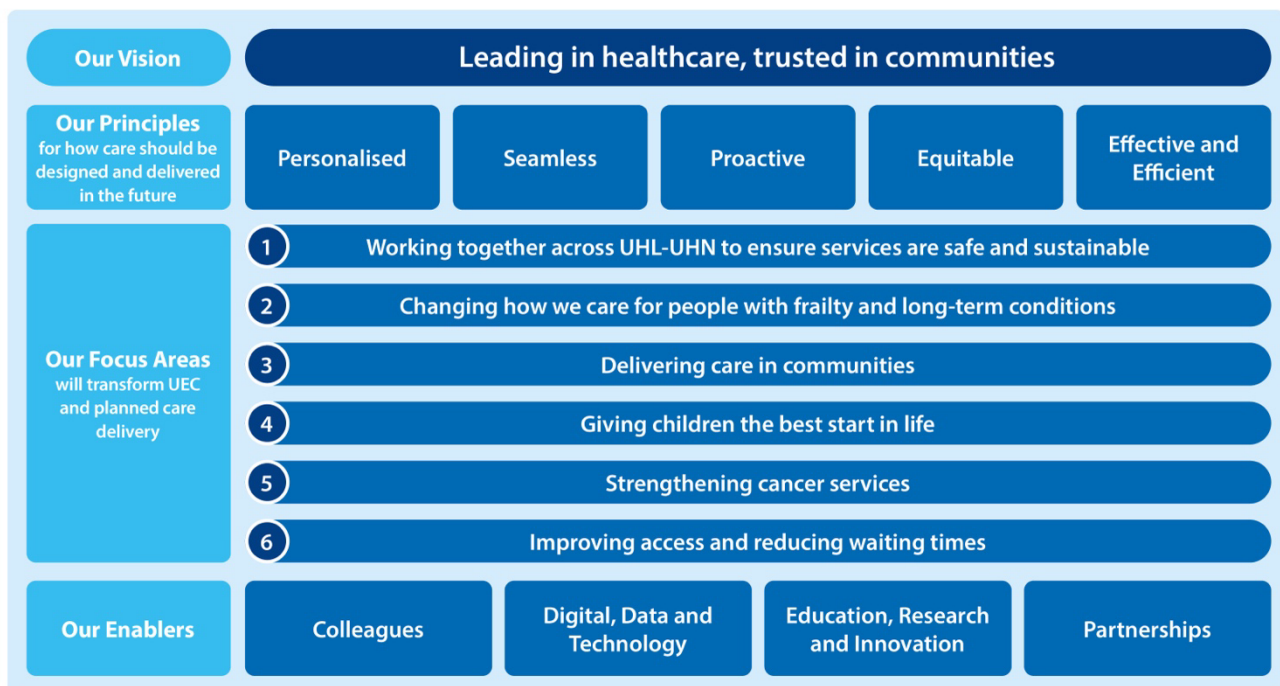 Our Vision
Leading in healthcare, trusted in communities
Our Principles
for how care should be
designed and delivered
in the future
Personalised
Seamless
Proactive
Equitable
Effective and
Efficient
Our Focus Areas
will transform UEC
and planned care
delivery
1 Working together across UHL-UHN to ensure services are safe and sustainable
2 Changing how we care for people with frailty and long-term conditions
3 Delivering care in communities
4 Giving children the best start in life
5 Strengthening cancer services
6 Improving access and reducing waiting times
Our Enablers
Colleagues
Digital, Data and
Technology
Education, Research
and Innovation
Partnerships